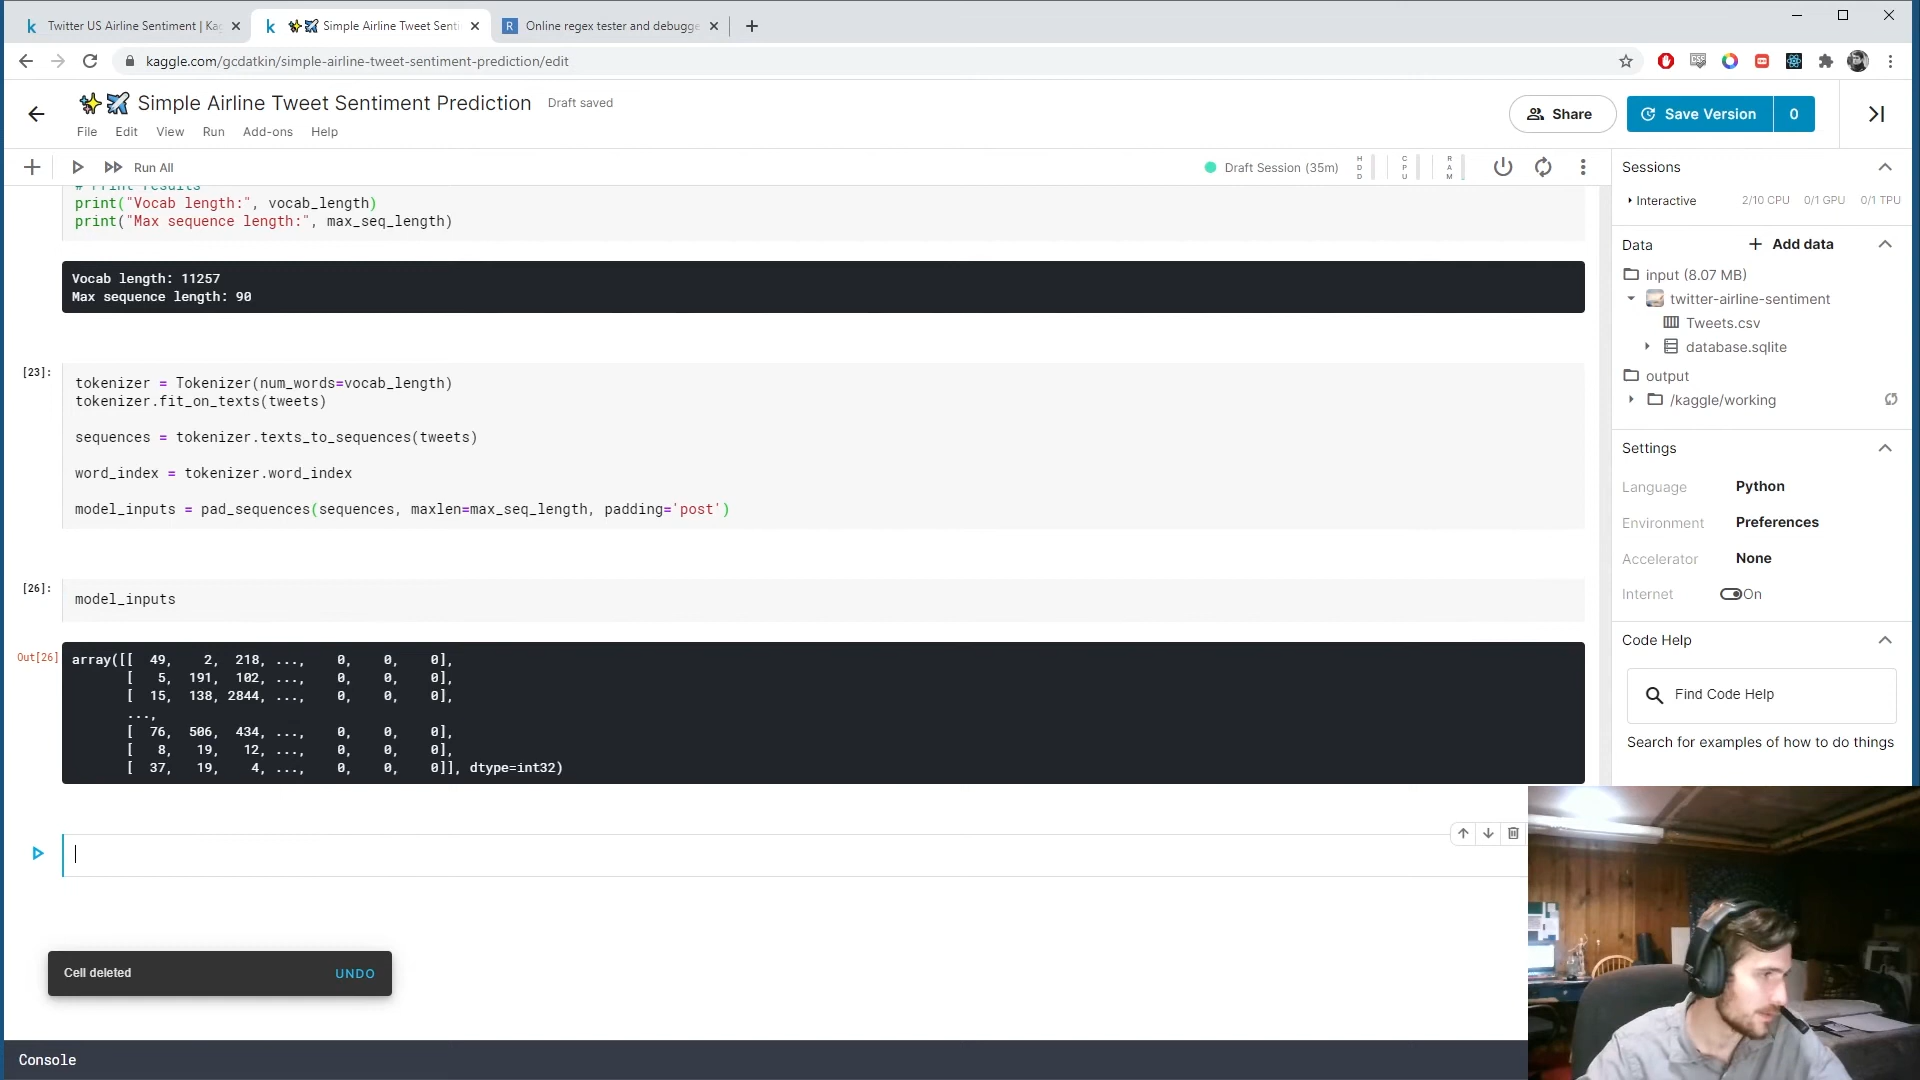 Twitter US Airline Sentiment | Kag
✨✈️ Simple Airline Tweet Senti
Online regex tester and debugge
kaggle.com/gcdatkin/simple-airline-tweet-sentiment-prediction/edit
✨✈️ Simple Airline Tweet Sentiment Prediction
Draft saved
File Edit View Run Add-ons Help
Share
Save Version 0
Run All
Draft Session (35m)
HDD
CPU
RAM
# Print results
print("Vocab length:", vocab_length)
print("Max sequence length:", max_seq_length)
Vocab length: 11257
Max sequence length: 90
[23]:
tokenizer = Tokenizer(num_words=vocab_length)
tokenizer.fit_on_texts(tweets)
sequences = tokenizer.texts_to_sequences(tweets)
word_index = tokenizer.word_index
model_inputs = pad_sequences(sequences, maxlen=max_seq_length, padding='post')
[26]:
model_inputs
Out[26]
array([[ 49, 2, 218, ..., 0, 0, 0],
[ 5, 191, 102, ..., 0, 0, 0],
[ 15, 138, 2844, ..., 0, 0, 0],
...,
[ 76, 506, 434, ..., 0, 0, 0],
[ 8, 19, 12, ..., 0, 0, 0],
[ 37, 19, 4, ..., 0, 0, 0]], dtype=int32)
Cell deleted UNDO
Console
Sessions
Interactive 2/10 CPU 0/1 GPU 0/1 TPU
Data + Add data
input (8.07 MB)
twitter-airline-sentiment
Tweets.csv
database.sqlite
output
/kaggle/working
Settings
Language Python
Environment Preferences
Accelerator None
Internet On
Code Help
Find Code Help
Search for examples of how to do things